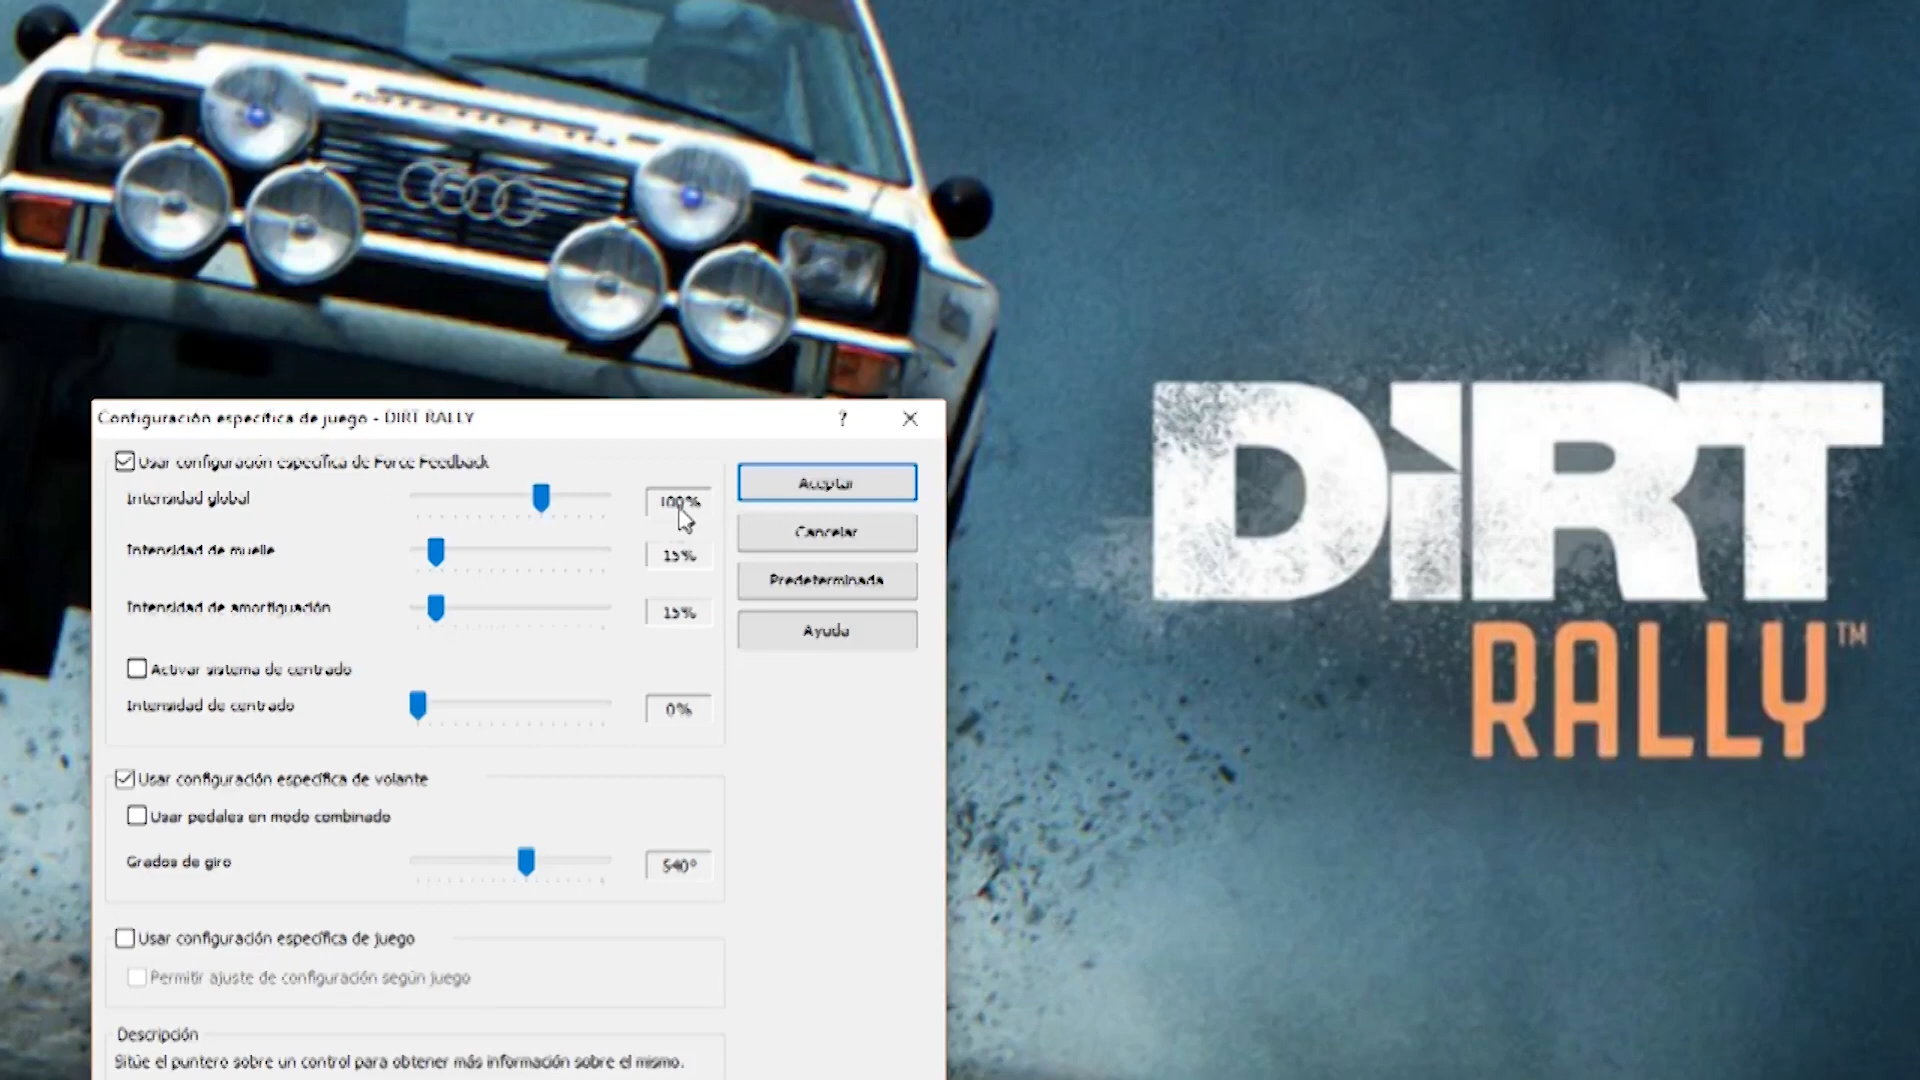 Configuración específica de juego - DIRT RALLY
?
Usar configuración específica de Force Feedback
Intensidad global
100%
Intensidad de muelle
15%
Intensidad de amortiguación
15%
Activar sistema de centrado
Intensidad de centrado
0%
Aceptar
Cancelar
Predeterminada
Ayuda
Usar configuración específica de volante
Usar pedales en modo combinado
Grados de giro
540º
Usar configuración específica de juego
Permitir ajuste de configuración según juego
Descripción
Sitúe el puntero sobre un control para obtener más información sobre el mismo.
DiRT
RALLY™